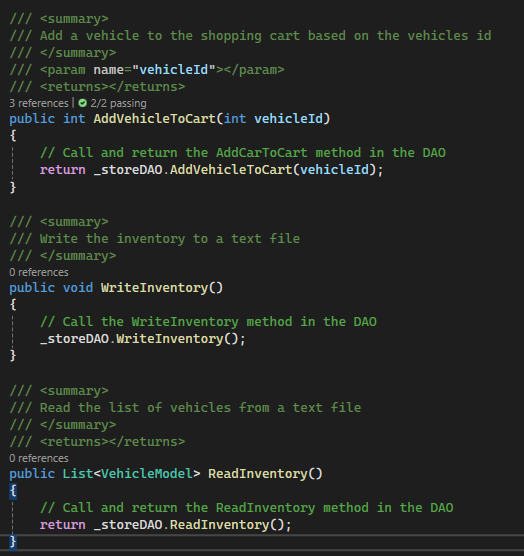 /// <summary>
/// Add a vehicle to the shopping cart based on the vehicles id
/// </summary>
/// <param name="vehicleId"></param>
/// <returns></returns>
3 references | 2/2 passing
public int AddVehicleToCart(int vehicleId)
{
    // Call and return the AddCarToCart method in the DAO
    return _storeDAO.AddVehicleToCart(vehicleId);
}
/// <summary>
/// Write the inventory to a text file
/// </summary>
0 references
public void WriteInventory()
{
    // Call the WriteInventory method in the DAO
    _storeDAO.WriteInventory();
}
/// <summary>
/// Read the list of vehicles from a text file
/// </summary>
/// <returns></returns>
0 references
public List<VehicleModel> ReadInventory()
{
    // Call and return the ReadInventory method in the DAO
    return _storeDAO.ReadInventory();
}